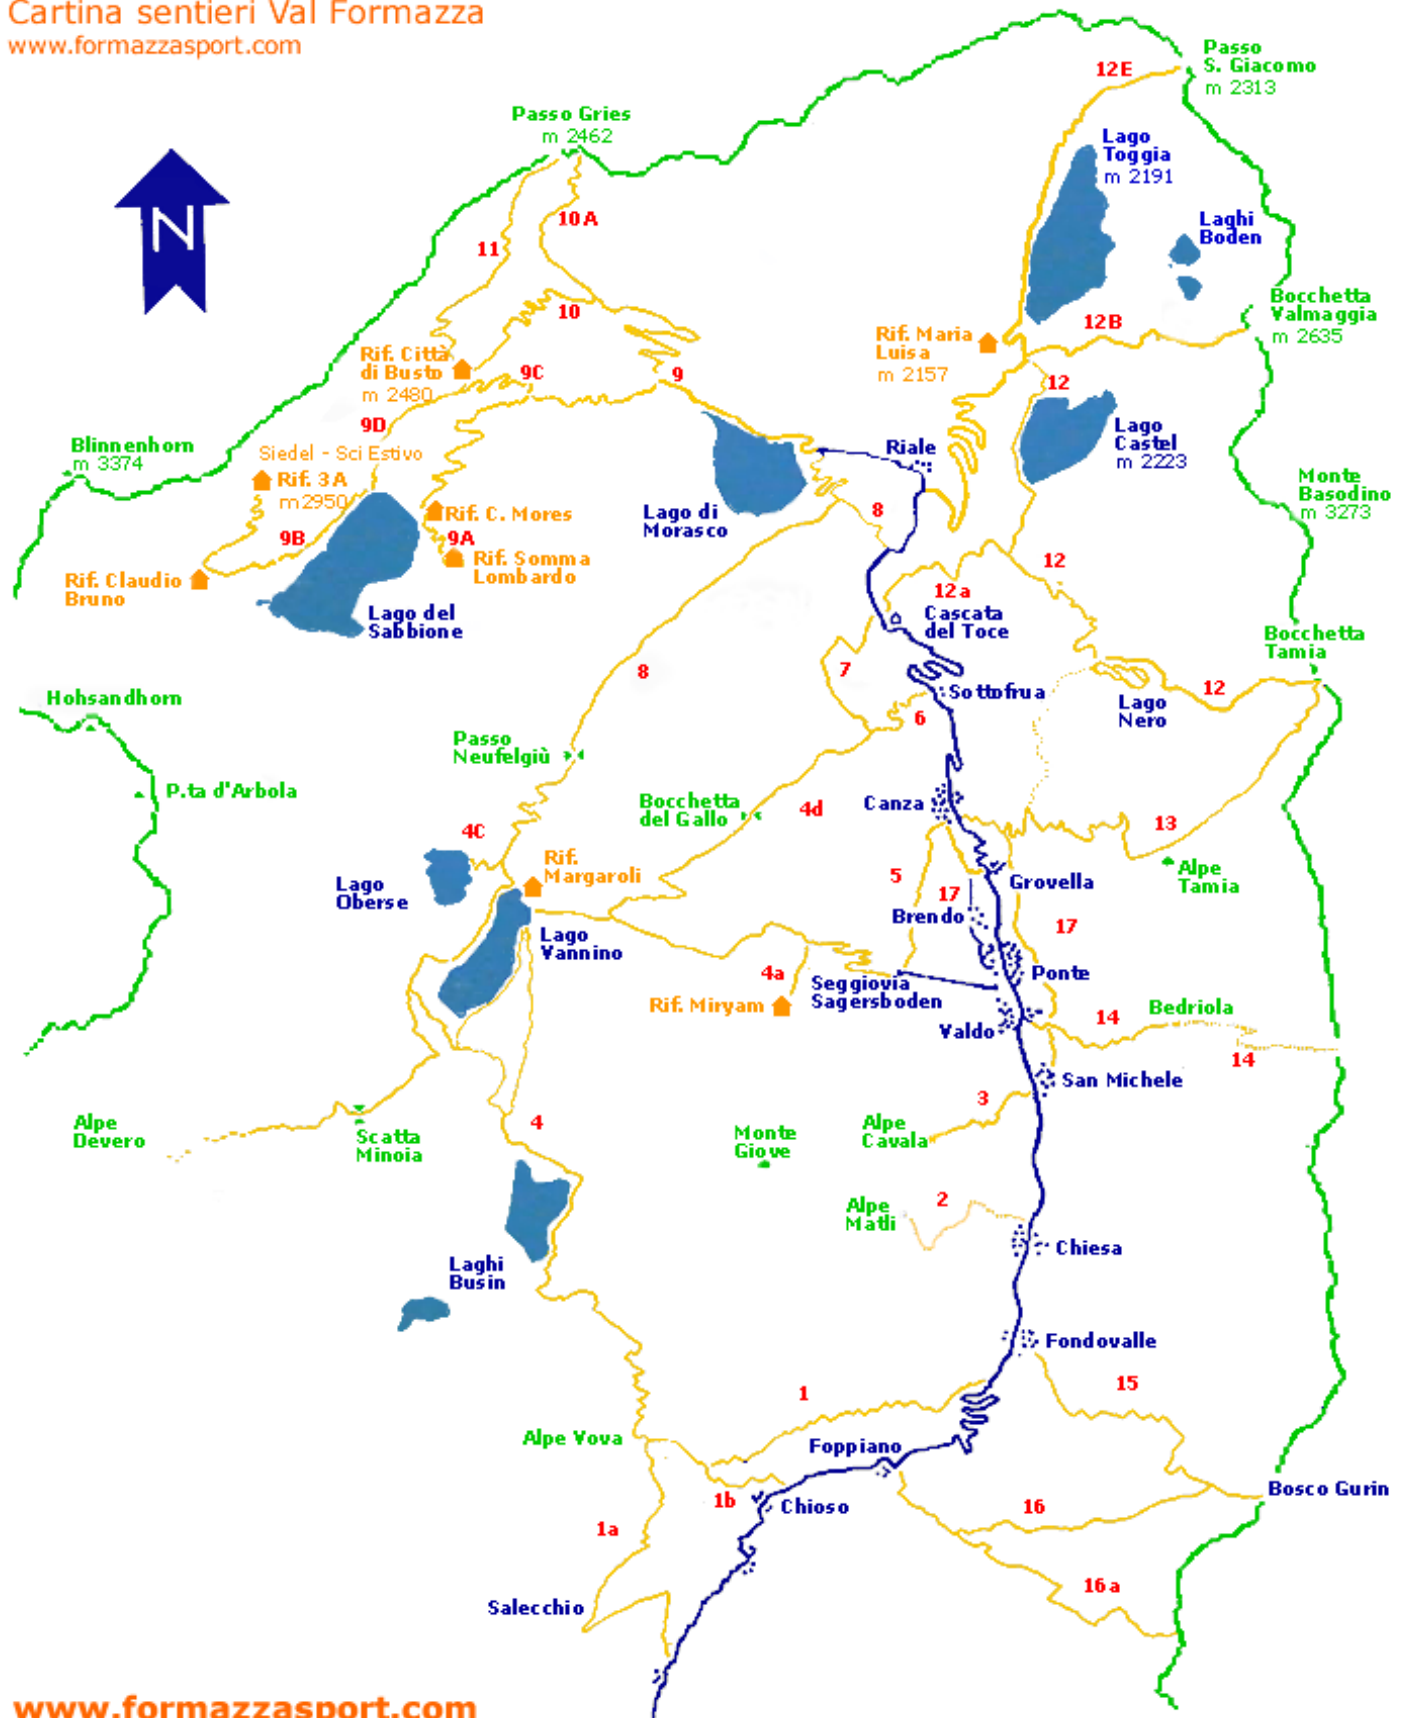 Cartina sentieri Val Formazza
www.formazzasport.com
Passo
S. Giacomo
m 2313
12E
Passo Gries
m 2462
Lago
Toggia
m 2191
N
10A
11
Laghi
Boden
10
Bocchetta
Valmaggia
m 2635
12B
Rif. Maria
Luisa
m 2157
Rif. Città
di Busto
m 2480
9C
9
12
9D
Lago
Castel
m 2223
Blinnenhorn
m 3374
Siedel - Sci Estivo
Rif. 3A
m2950
Riale
Monte
Basodino
m 3273
Rif. C. Mores
Lago di
Morasco
8
9B
9A
Rif. Somma
Lombardo
12
Rif. Claudio
Bruno
12a
Lago del
Sabbione
Cascata
del Toce
Bocchetta
Tamia
8
7
Hohsandhorn
Sottofrua
12
Lago
Nero
6
Passo
Neufelgiù
P.ta d'Arbola
Bocchetta
del Gallo
4d
Canza
4C
13
Rif.
Margaroli
Lago
Oberse
5
17
Grovella
Alpe
Tamia
Brendo
17
Lago
Vannino
4a
Seggiovia
Sagersboden
Ponte
Rif. Miryam
Valdo
14
Bedriola
14
San Michele
3
Alpe
Devero
Scatta
Minoia
4
Monte
Giove
Alpe
Cavala
2
Alpe
Matli
Chiesa
Laghi
Busin
Fondovalle
15
1
Alpe Vova
Foppiano
Bosco Gurin
1b
Chioso
16
1a
16a
Salecchio
www.formazzasport.com